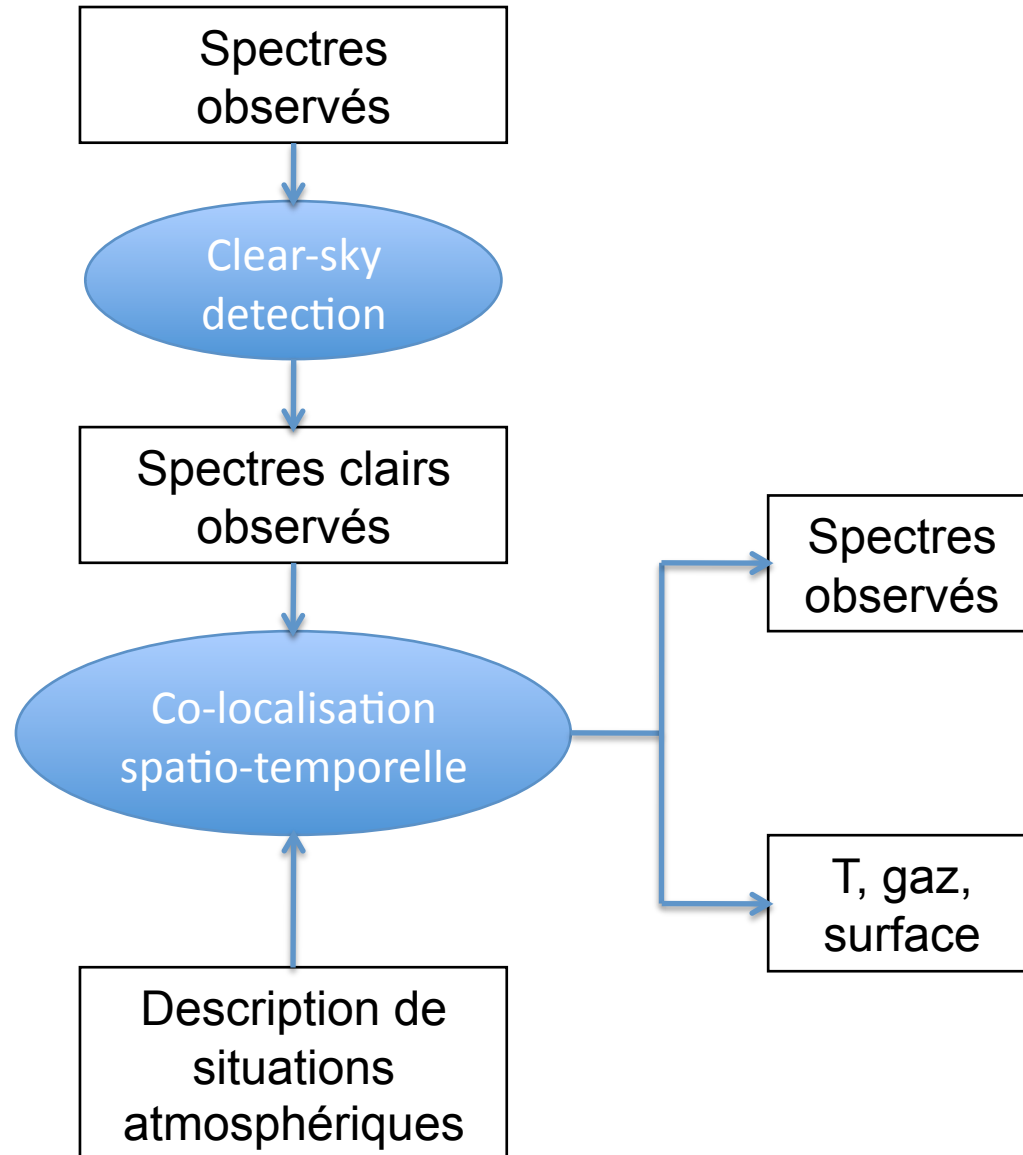 Spectres
observés
Clear-sky
detection
Spectres clairs
observés
Spectres
observés
Co-localisation
spatio-temporelle
T, gaz,
surface
Description de
situations
atmosphériques